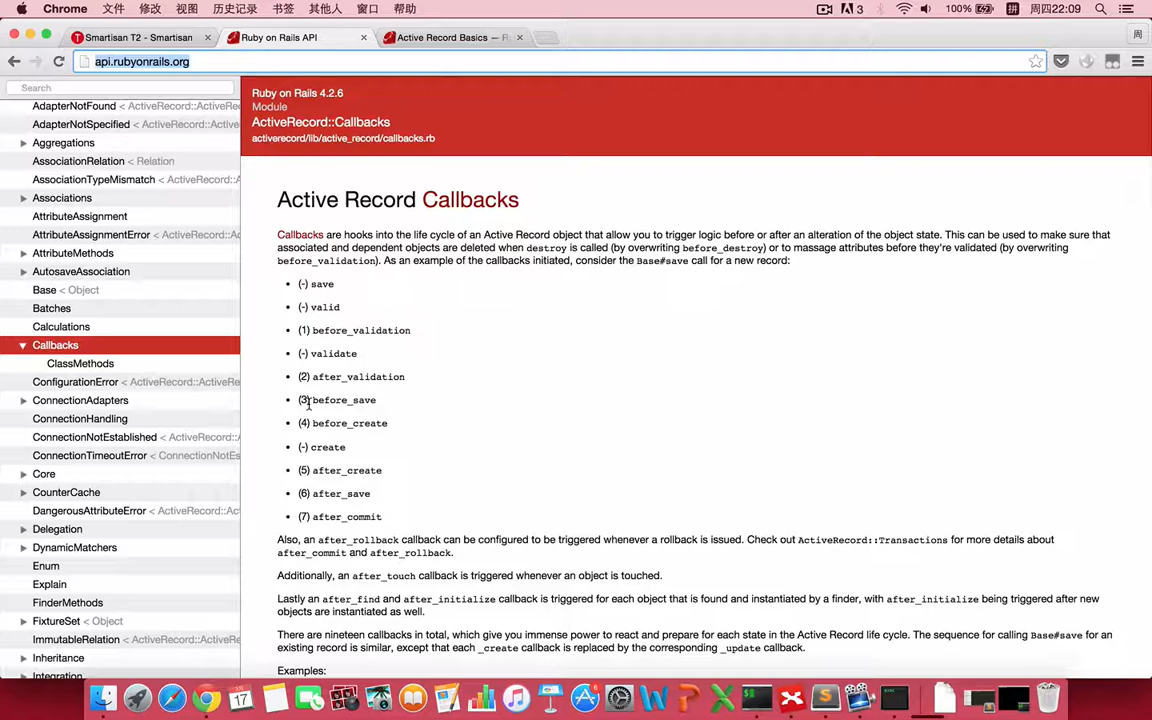 Chrome 文件 修改 视图 历史记录 书签 其他人 窗口 帮助 3 100% 拼 周四22:09
Smartisan T2 - Smartisan × Ruby on Rails API × Active Record Basics — × 周
api.rubyonrails.org
Search
AdapterNotFound < ActiveRecord::ActiveRec
AdapterNotSpecified < ActiveRecord::Active
Aggregations
AssociationRelation < Relation
AssociationTypeMismatch < ActiveRecord::A
Associations
AttributeAssignment
AttributeAssignmentError < ActiveRecord::Ac
AttributeMethods
AutosaveAssociation
Base < Object
Batches
Calculations
Callbacks
ClassMethods
ConfigurationError < ActiveRecord::ActiveRe
ConnectionAdapters
ConnectionHandling
ConnectionNotEstablished < ActiveRecord::A
ConnectionTimeoutError < ConnectionNotEs
Core
CounterCache
DangerousAttributeError < ActiveRecord::Ac
Delegation
DynamicMatchers
Enum
Explain
FinderMethods
FixtureSet < Object
ImmutableRelation < ActiveRecord::ActiveRe
Inheritance
Integration
Ruby on Rails 4.2.6
Module
ActiveRecord::Callbacks
activerecord/lib/active_record/callbacks.rb
Active Record Callbacks
Callbacks are hooks into the life cycle of an Active Record object that allow you to trigger logic before or after an alteration of the object state. This can be used to make sure that
associated and dependent objects are deleted when destroy is called (by overwriting before_destroy) or to massage attributes before they're validated (by overwriting
before_validation). As an example of the callbacks initiated, consider the Base#save call for a new record:
• (-) save
• (-) valid
• (1) before_validation
• (-) validate
• (2) after_validation
• (3) before_save
• (4) before_create
• (-) create
• (5) after_create
• (6) after_save
• (7) after_commit
Also, an after_rollback callback can be configured to be triggered whenever a rollback is issued. Check out ActiveRecord::Transactions for more details about
after_commit and after_rollback.
Additionally, an after_touch callback is triggered whenever an object is touched.
Lastly an after_find and after_initialize callback is triggered for each object that is found and instantiated by a finder, with after_initialize being triggered after new
objects are instantiated as well.
There are nineteen callbacks in total, which give you immense power to react and prepare for each state in the Active Record life cycle. The sequence for calling Base#save for an
existing record is similar, except that each _create callback is replaced by the corresponding _update callback.
Examples:
17